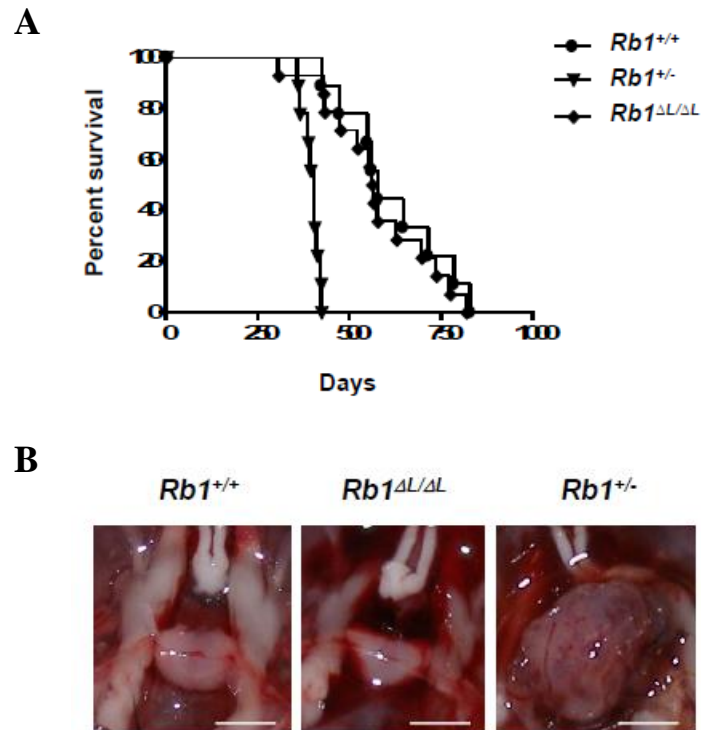 A
Rb1+/+
Rb1+/-
Rb1ΔL/ΔL
Percent survival
100
80
60
40
20
0
0
250
500
750
1000
Days
B
Rb1+/+
Rb1ΔL/ΔL
Rb1+/-